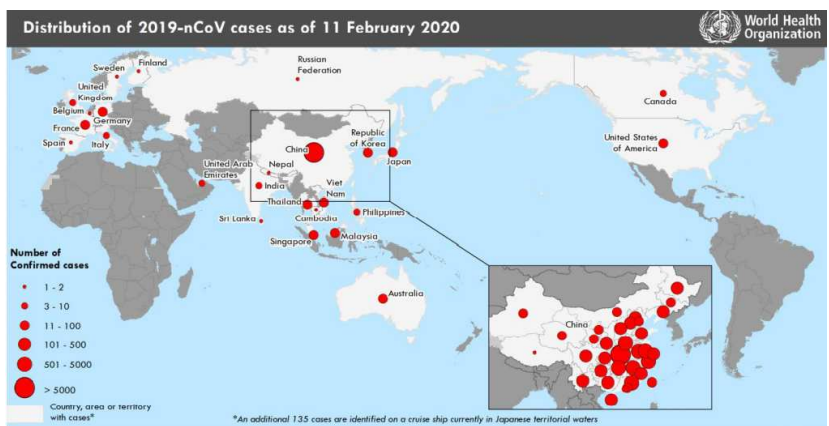 Distribution of 2019-nCoV cases as of 11 February 2020
World Health
Organization
Sweden
Finland
Russian
Federation
United
Kingdom
Belgium
Germany
France
Spain
Italy
Canada
United States
of America
China
Republic
of Korea
Japan
Nepal
United Arab
Emirates
India
Viet
Nam
Thailand
Cambodia
Philippines
Sri Lanka
Singapore
Malaysia
Australia
Number of
Confirmed cases
1 - 2
3 - 10
11 - 100
101 - 500
501 - 5000
> 5000
Country, area or territory
with cases*
China
*An additional 135 cases are identified on a cruise ship currently in Japanese territorial waters